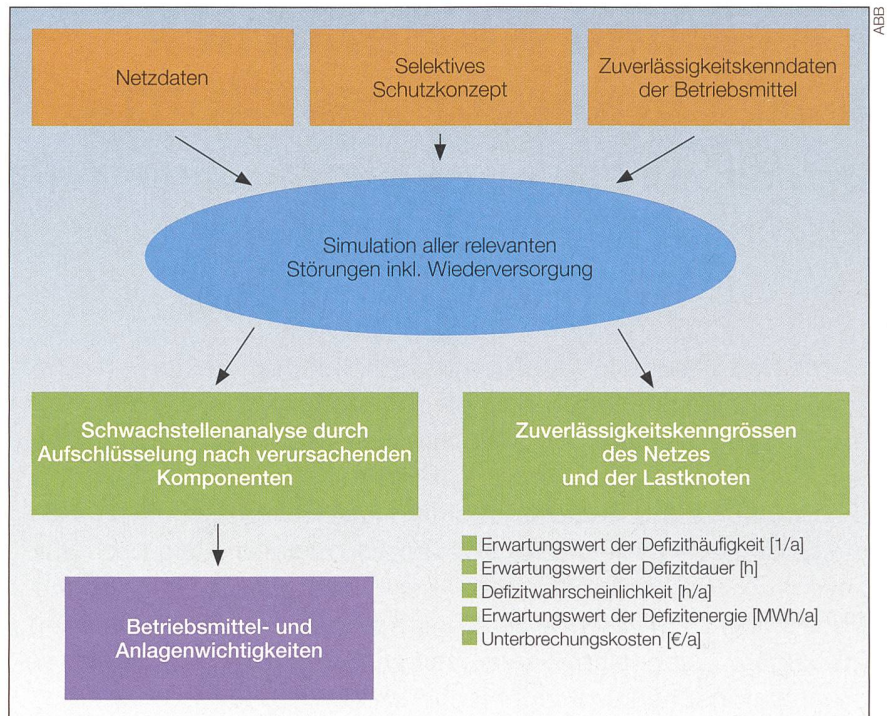 ABB
Netzdaten
Selektives
Schutzkonzept
Zuverlässigkeitskenndaten
der Betriebsmittel
Simulation aller relevanten
Störungen inkl. Wiederversorgung
Schwachstellenanalyse durch
Aufschlüsselung nach verursachenden
Komponenten
Zuverlässigkeitskenngrössen
des Netzes
und der Lastknoten
Erwartungswert der Defizithäufigkeit [1/a]
Erwartungswert der Defizitdauer [h]
Defizitwahrscheinlichkeit [h/a]
Erwartungswert der Defizitenergie [MWh/a]
Unterbrechungskosten [€/a]
Betriebsmittel- und
Anlagenwichtigkeiten